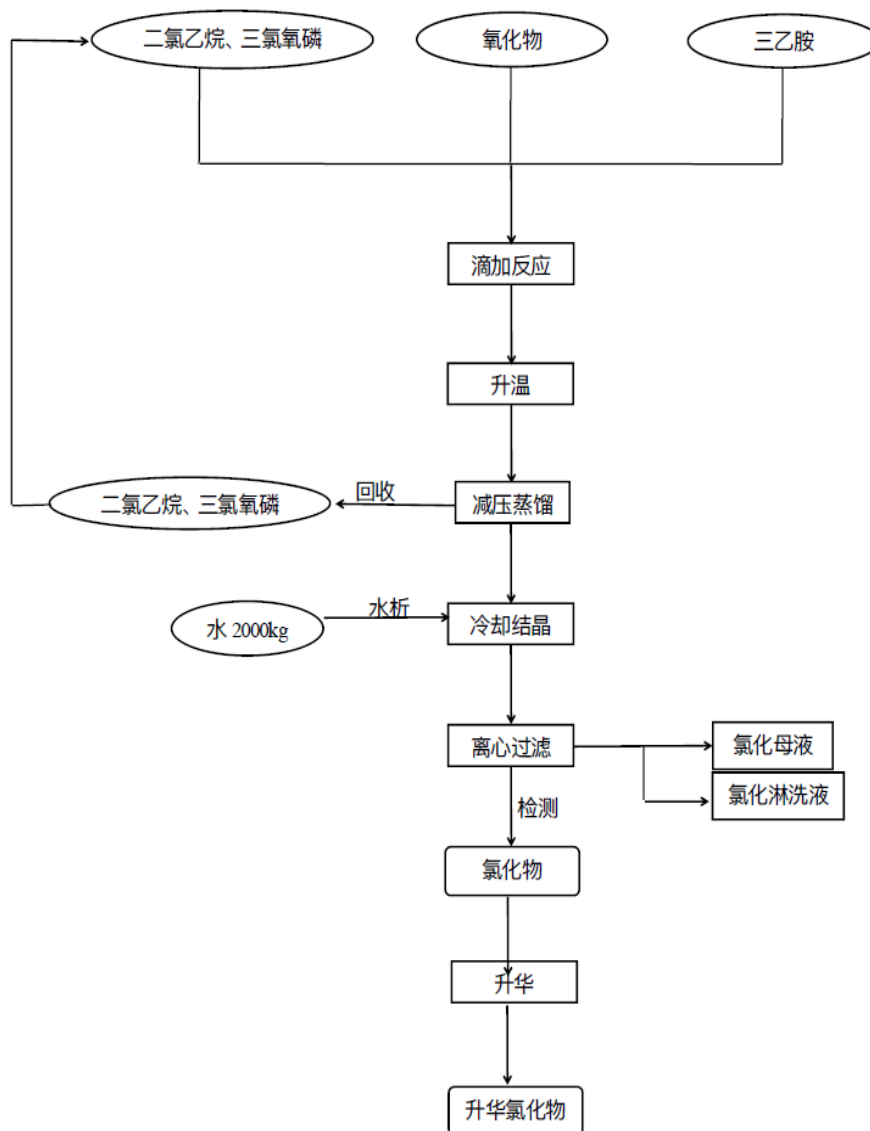 二氯乙烷、三氯氧磷
氧化物
三乙胺
滴加反应
升温
回收
二氯乙烷、三氯氧磷
减压蒸馏
水析
水 2000kg
冷却结晶
离心过滤
氯化母液
氯化淋洗液
检测
氯化物
升华
升华氯化物